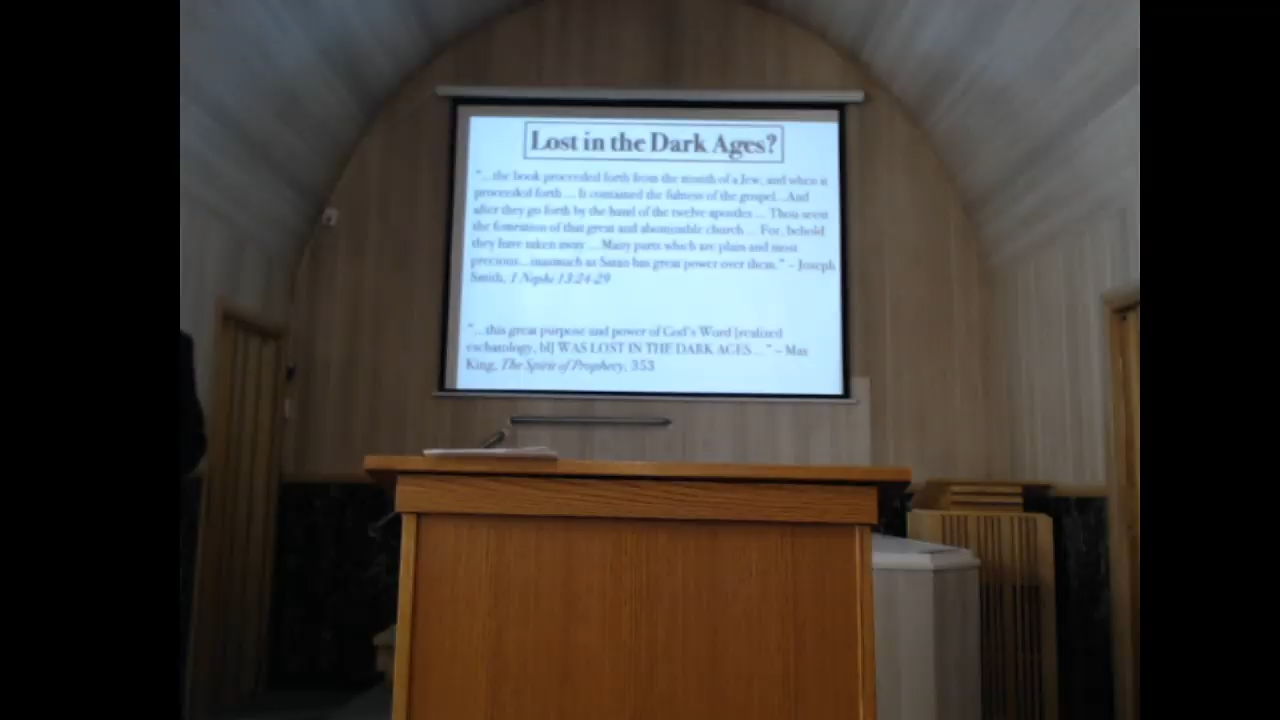 Lost in the Dark Ages?
"...the book proceeded forth from the mouth of a Jew; and when it
proceeded forth ... It contained the fulness of the gospel...And
after they go forth by the hand of the twelve apostles ... Thou seest
the formation of that great and abominable church ... For, behold
they have taken away ... Many parts which are plain and most
precious...inasmuch as Satan has great power over them." – Joseph
Smith, 1 Nephi 13:24-29
"...this great purpose and power of God's Word [realized
eschatology, bl] WAS LOST IN THE DARK AGES..." – Max
King, The Spirit of Prophecy, 353